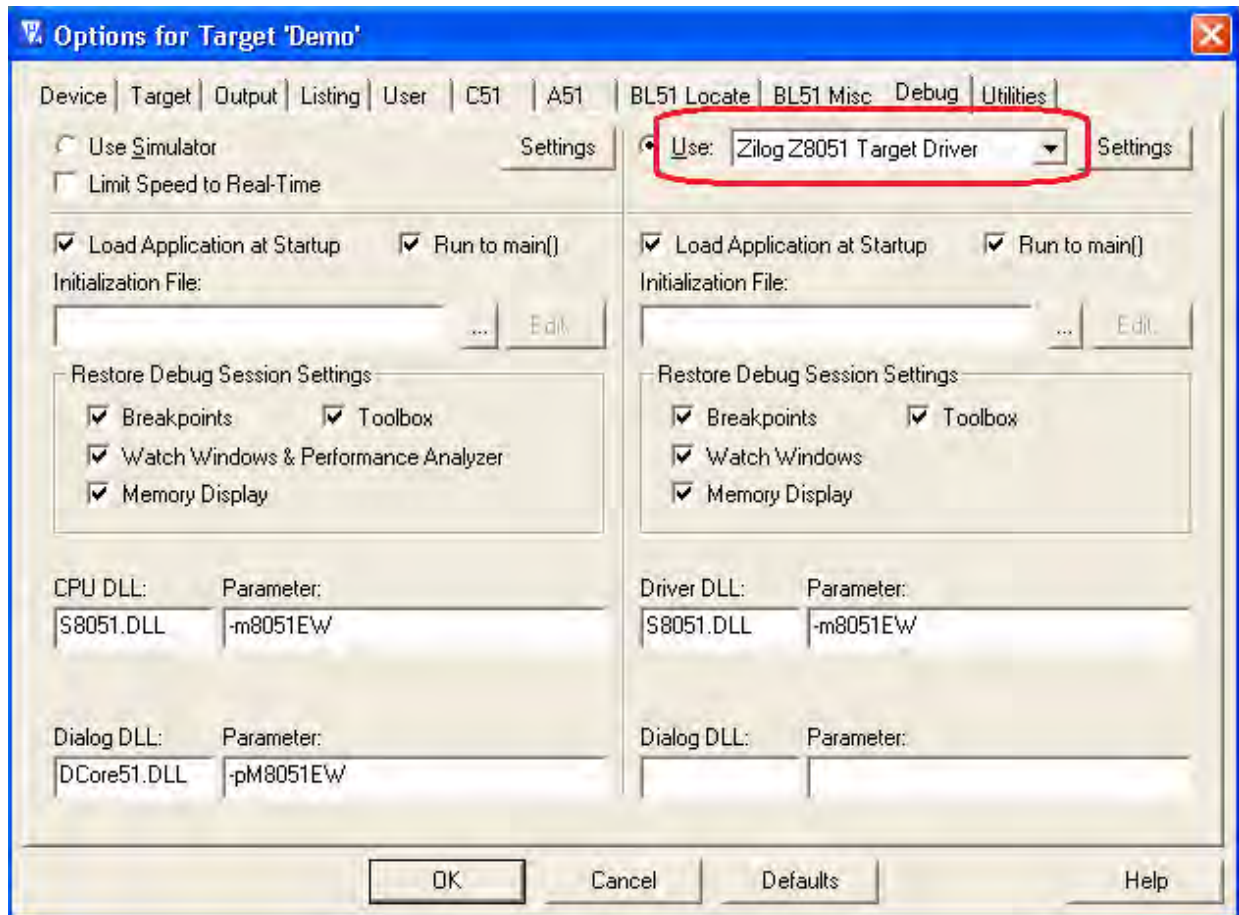 Options for Target 'Demo'
Device Target Output Listing User C51 A51 BL51 Locate BL51 Misc Debug Utilities
Use Simulator Settings Use: Zilog Z8051 Target Driver Settings
Limit Speed to Real-Time
Load Application at Startup Run to main() Load Application at Startup Run to main()
Initialization File: Initialization File:
... Edit... ... Edit...
Restore Debug Session Settings Restore Debug Session Settings
Breakpoints Toolbox Breakpoints Toolbox
Watch Windows & Performance Analyzer Watch Windows
Memory Display Memory Display
CPU DLL: Parameter: Driver DLL: Parameter:
S8051.DLL -m8051EW S8051.DLL -m8051EW
Dialog DLL: Parameter: Dialog DLL: Parameter:
DCore51.DLL -pM8051EW
OK Cancel Defaults Help